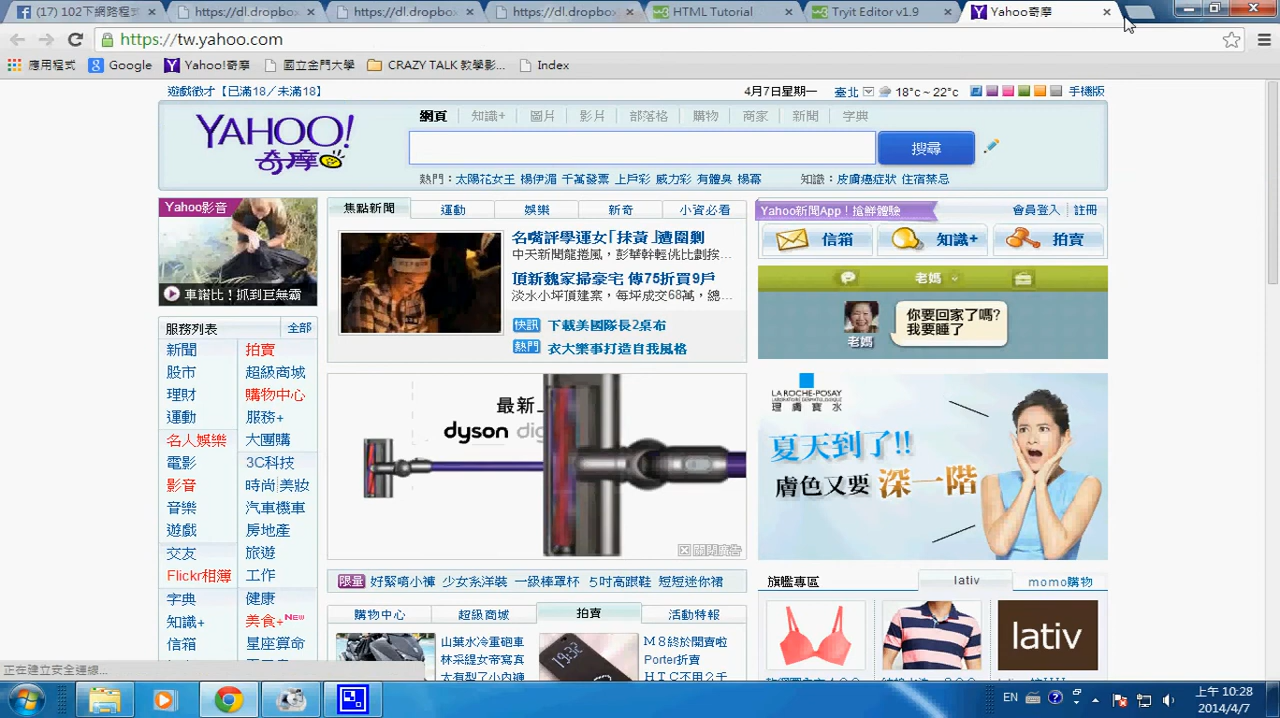 (17) 102下網路程式
https://dl.dropbox
https://dl.dropbox
https://dl.dropbox
HTML Tutorial
Tryit Editor v1.9
Yahoo奇摩
https://tw.yahoo.com
應用程式
Google
Yahoo!奇摩
國立金門大學
CRAZY TALK 教學影...
Index
遊戲徵才【已滿18／未滿18】
4月7日星期一
臺北
18°c ~ 22°c
手機版
YAHOO!
奇摩
網頁
知識+
圖片
影片
部落格
購物
商家
新聞
字典
搜尋
熱門：太陽花女王 楊伊湄 千萬發票 上戶彩 威力彩 有體臭 楊冪
知識：皮膚癌症狀 住宿禁忌
Yahoo影音
車諾比！抓到巨無霸
焦點新聞
運動
娛樂
新奇
小資必看
名嘴評學運女「抹黃」遭圍剿
中天新聞龍捲風，彭華幹輕佻比劃挨...
頂新魏家掃豪宅 傳75折買9戶
淡水小坪頂建案，每坪成交68萬，總...
快訊 下載美國隊長2桌布
熱門 衣大樂事打造自我風格
Yahoo新聞App！搶鮮體驗
會員登入
註冊
信箱
知識+
拍賣
老媽
你要回家了嗎?
我要睡了
老媽
服務列表
全部
新聞 拍賣
股市 超級商城
理財 購物中心
運動 服務+
名人娛樂 大團購
電影 3C科技
影音 時尚 美妝
音樂 汽車機車
遊戲 房地產
交友 旅遊
Flickr相簿 工作
字典 健康
知識+ 美食+ NEW
信箱 星座算命
最新
dyson dig
關閉廣告
LA ROCHE-POSAY
LABORATOIRE DERMATOLOGIQUE
理膚寶水
夏天到了!!
膚色又要 深一階
限量 好緊唷小褲 少女系洋裝 一級棒罩杯 5吋高跟鞋 短短迷你裙
購物中心
超級商城
拍賣
活動特報
山葉水冷重砲車
林采緹女帝寫真
太有型了小內褲
19:32
M８終於開賣啦
Porter折賣
ＨＴＣ不用２千
旗艦專區
lativ
momo購物
lativ
正在建立安全連線...
EN
上午 10:28
2014/4/7